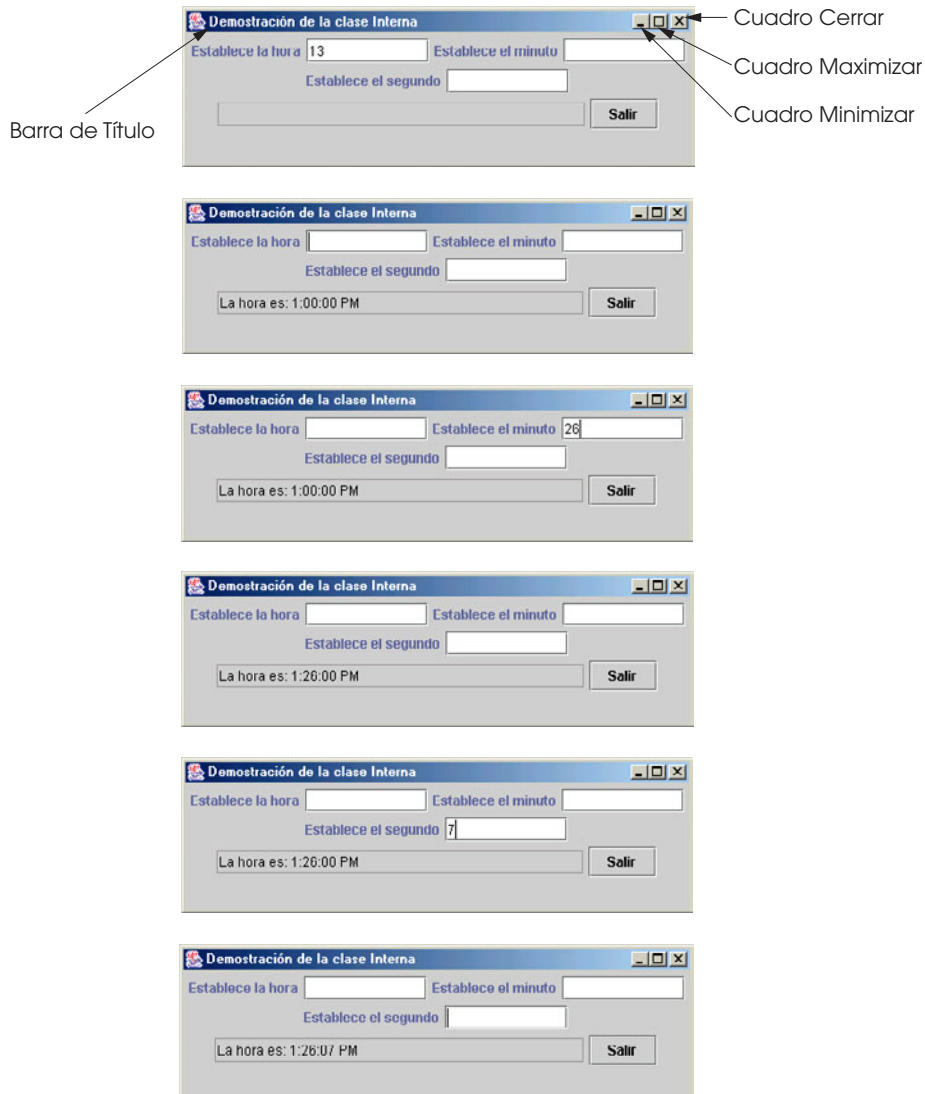 Demostración de la clase Interna
Cuadro Cerrar
Establece la hora 13 Establece el minuto
Cuadro Maximizar
Establece el segundo
Salir
Cuadro Minimizar
Barra de Título
Demostración de la clase Interna
Establece la hora Establece el minuto
Establece el segundo
La hora es: 1:00:00 PM Salir
Demostración de la clase Interna
Establece la hora Establece el minuto 26
Establece el segundo
La hora es: 1:00:00 PM Salir
Demostración de la clase Interna
Establece la hora Establece el minuto
Establece el segundo
La hora es: 1:26:00 PM Salir
Demostración de la clase Interna
Establece la hora Establece el minuto
Establece el segundo 7
La hora es: 1:26:00 PM Salir
Demostración de la clase Interna
Establece la hora Establece el minuto
Establece el segundo
La hora es: 1:26:07 PM Salir